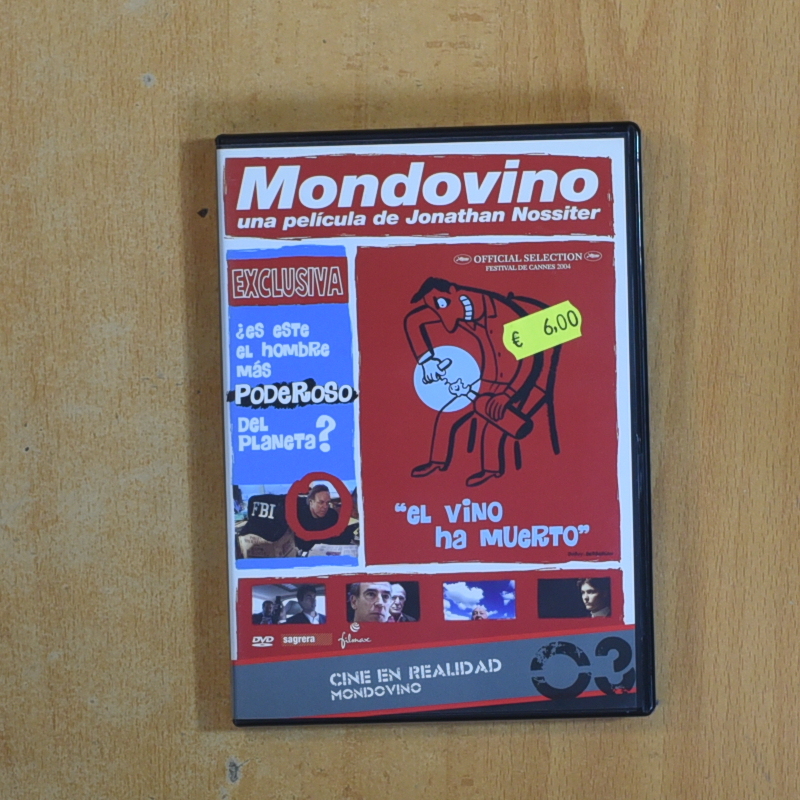 Mondovino
una película de Jonathan Nossiter
EXCLUSIVA
¿es este
el hombre
más
PODEROSO
DEL
PLANETA?
FBI
OFFICIAL SELECTION
FESTIVAL DE CANNES 2004
€ 6,00
"el vino
ha muerto"
DVD
sagrera
filmax
CINE EN REALIDAD
MONDOVINO
03